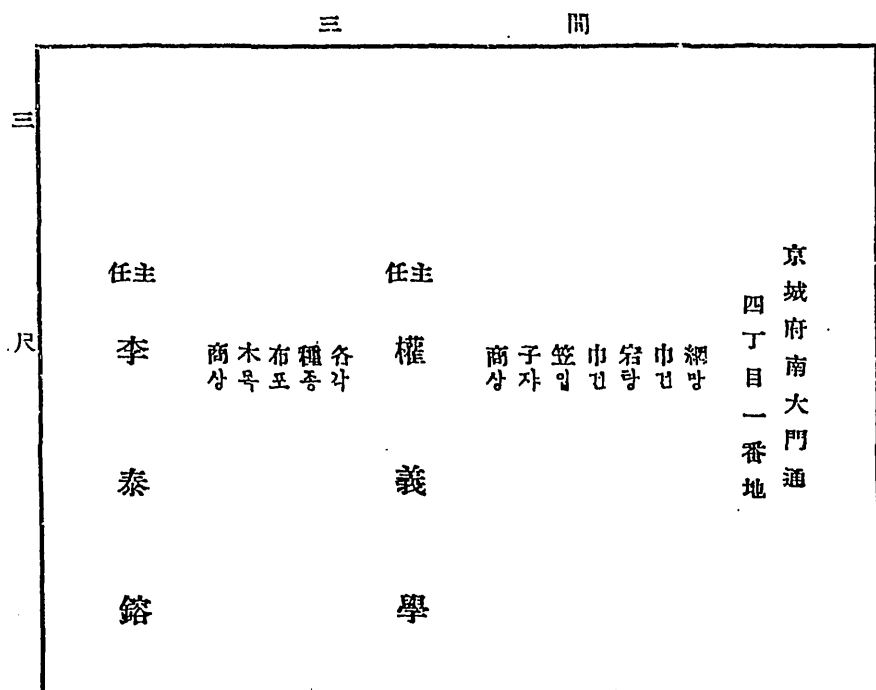 三間
三尺
京城府南大門通
四丁目一番地
網巾宕巾笠子商
망건탕건입쟈상
主任
權義學
各種布木商
각종포목상
主任
李泰鎔